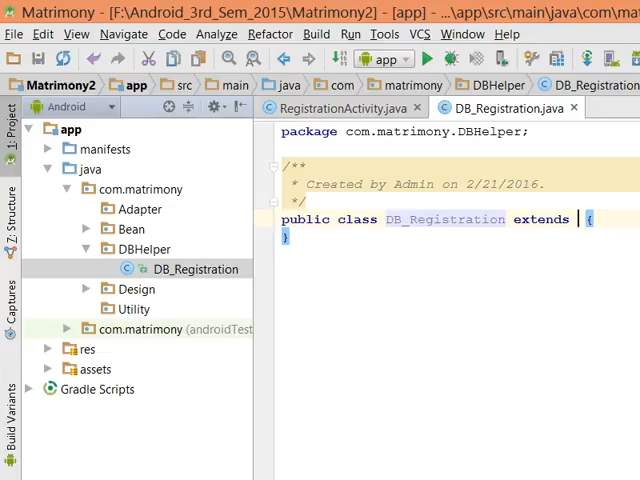 Matrimony - [F:\Android_3rd_Sem_2015\Matrimony2] - [app] - ...\app\src\main\java\com\mat
File Edit View Navigate Code Analyze Refactor Build Run Tools VCS Window Help
app
Matrimony2 app src main java com matrimony DBHelper DB_Registration
1: Project
Android
RegistrationActivity.java
DB_Registration.java
app
manifests
java
com.matrimony
Adapter
Bean
DBHelper
DB_Registration
Design
Utility
com.matrimony (androidTest
res
assets
Gradle Scripts
Z: Structure
Captures
Build Variants
package com.matrimony.DBHelper;
/**
* Created by Admin on 2/21/2016.
*/
public class DB_Registration extends {
}